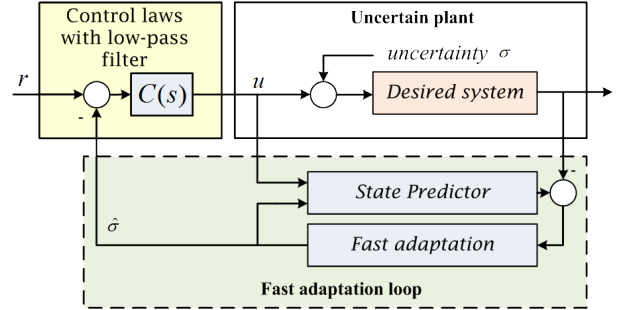 Control laws
with low-pass
filter
Uncertain plant
uncertainty σ
r
-
C(s)
u
Desired system
-
State Predictor
σ̂
Fast adaptation
Fast adaptation loop